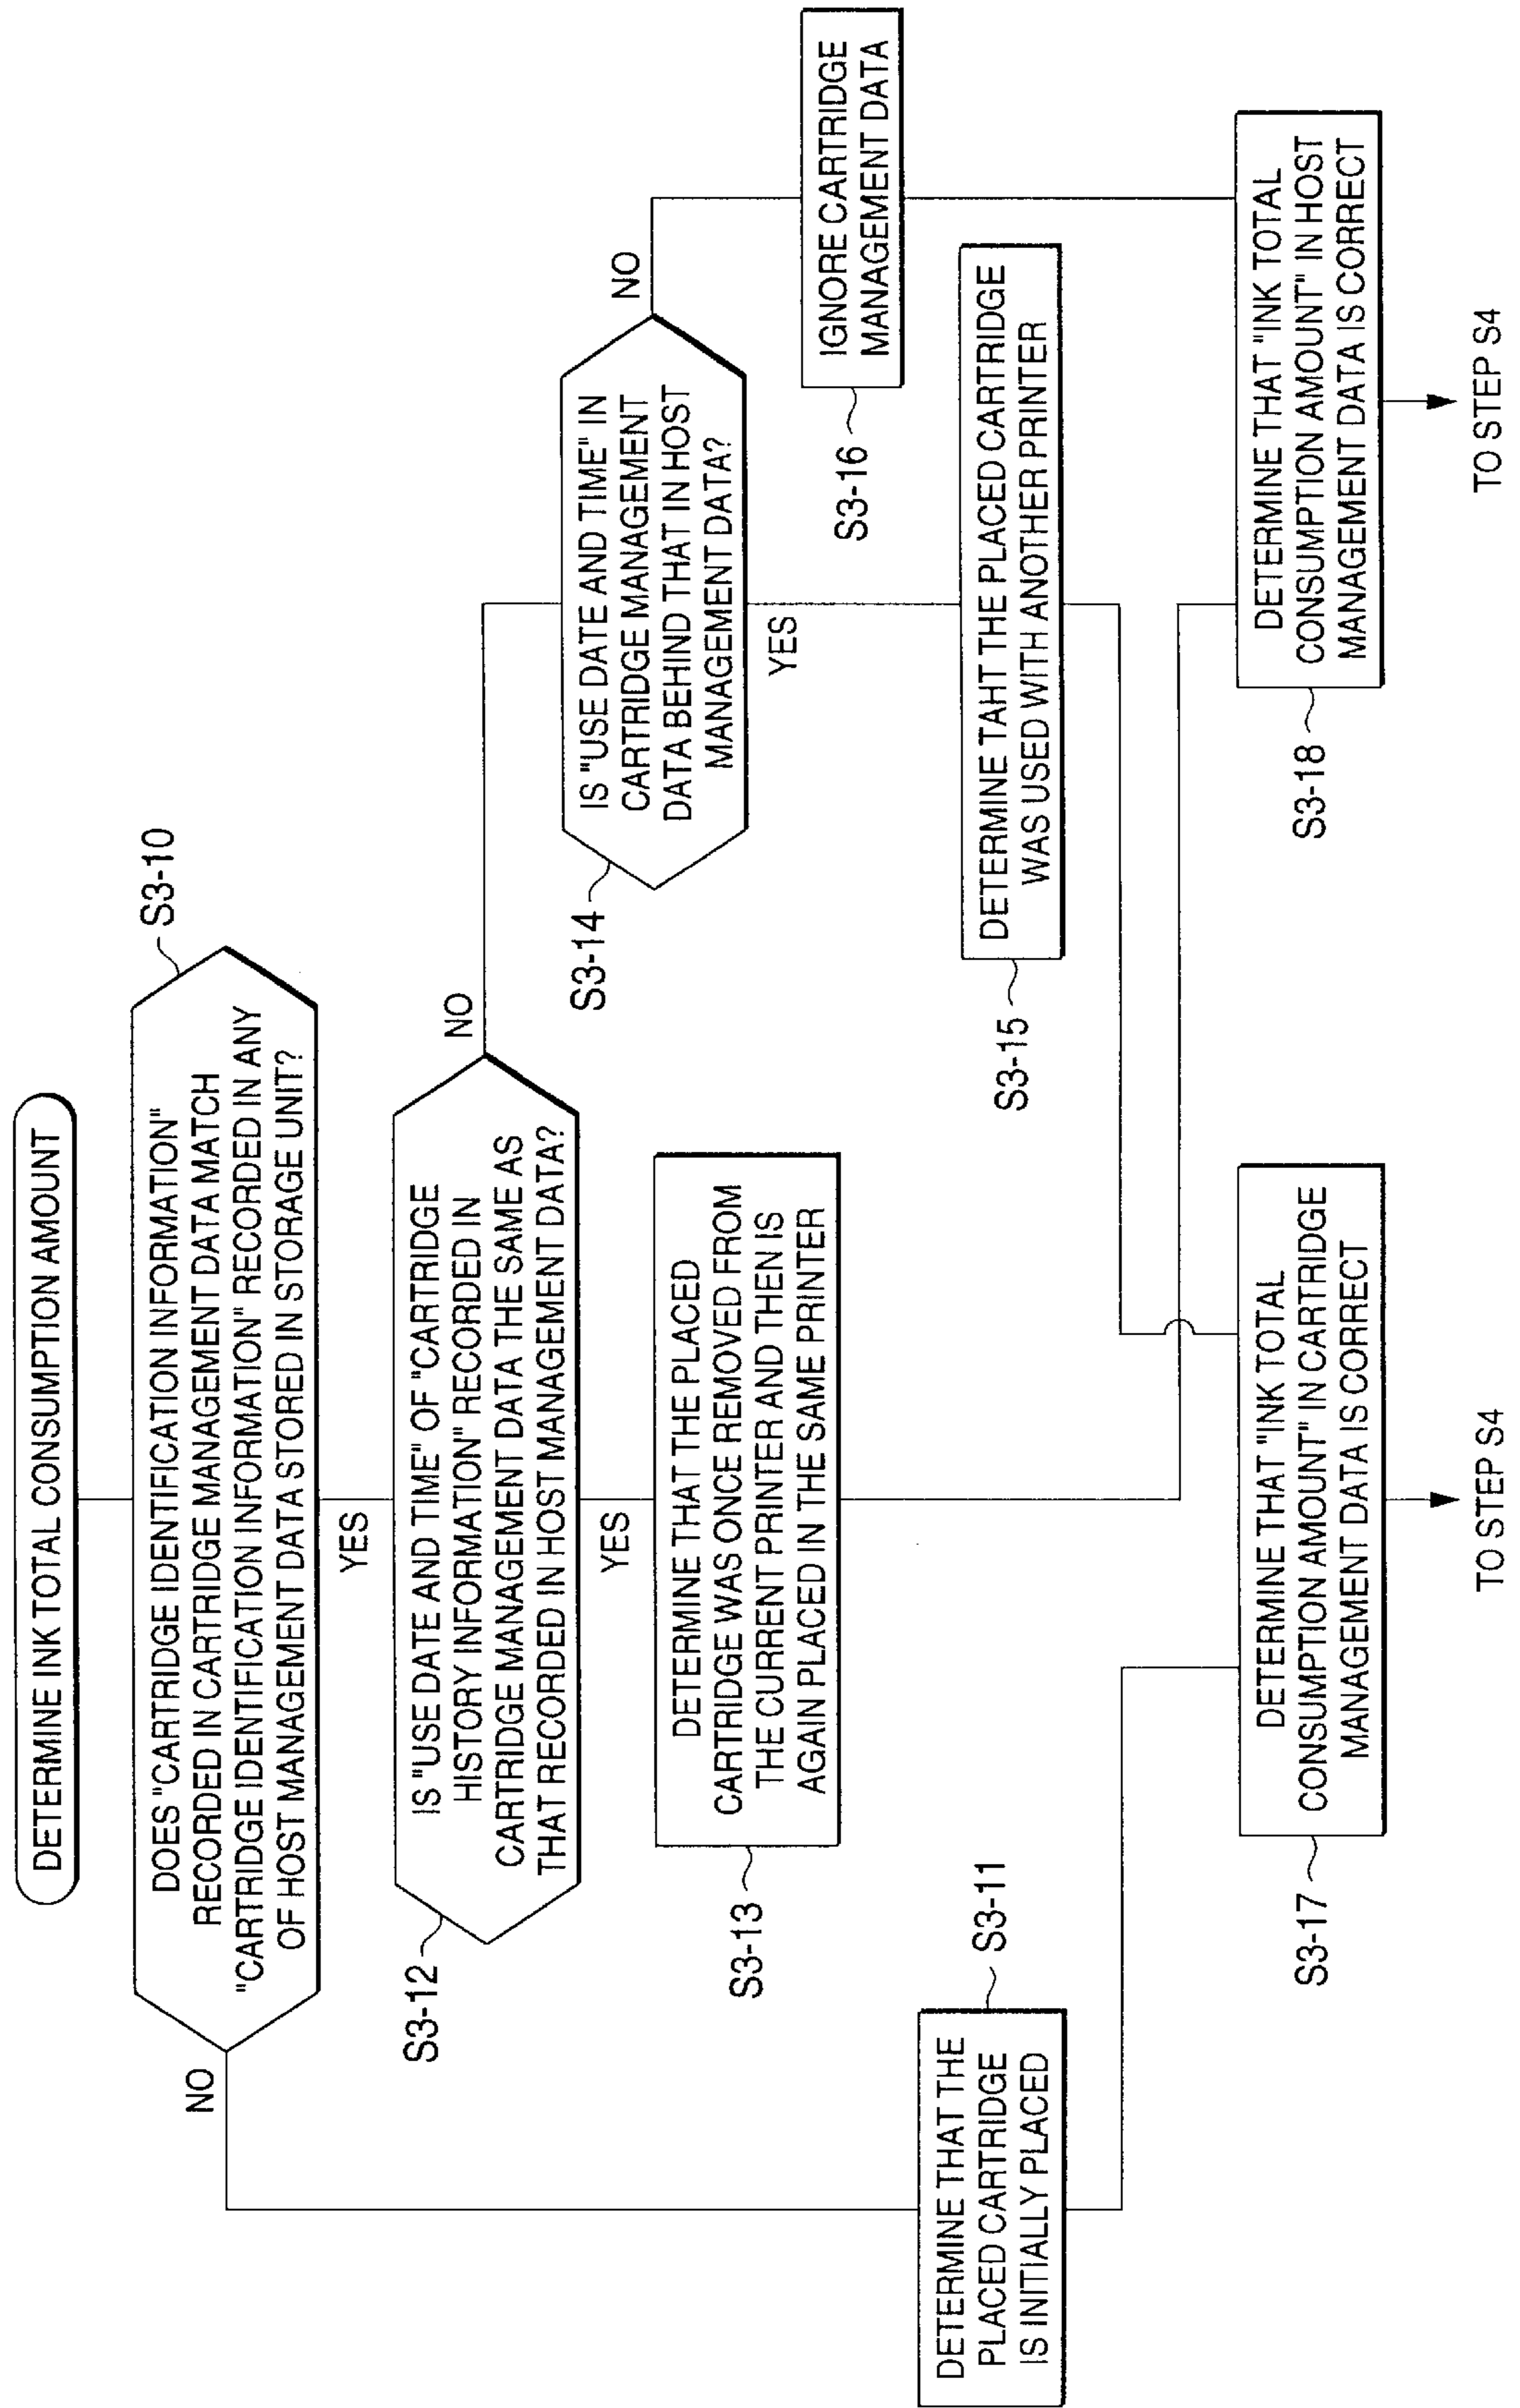 DETERMINE INK TOTAL CONSUMPTION AMOUNT
S3-10
DOES "CARTRIDGE IDENTIFICATION INFORMATION"
RECORDED IN CARTRIDGE MANAGEMENT DATA MATCH
"CARTRIDGE IDENTIFICATION INFORMATION" RECORDED IN ANY
OF HOST MANAGEMENT DATA STORED IN STORAGE UNIT?
NO
YES
S3-12
IS "USE DATE AND TIME" OF "CARTRIDGE
HISTORY INFORMATION" RECORDED IN
CARTRIDGE MANAGEMENT DATA THE SAME AS
THAT RECORDED IN HOST MANAGEMENT DATA?
NO
YES
S3-14
IS "USE DATE AND TIME" IN
CARTRIDGE MANAGEMENT
DATA BEHIND THAT IN HOST
MANAGEMENT DATA?
NO
YES
S3-13
DETERMINE THAT THE PLACED
CARTRIDGE WAS ONCE REMOVED FROM
THE CURRENT PRINTER AND THEN IS
AGAIN PLACED IN THE SAME PRINTER
S3-16
IGNORE CARTRIDGE
MANAGEMENT DATA
S3-11
DETERMINE THAT THE
PLACED CARTRIDGE
IS INITIALLY PLACED
S3-15
DETERMINE TAHT THE PLACED CARTRIDGE
WAS USED WITH ANOTHER PRINTER
S3-17
DETERMINE THAT "INK TOTAL
CONSUMPTION AMOUNT" IN CARTRIDGE
MANAGEMENT DATA IS CORRECT
S3-18
DETERMINE THAT "INK TOTAL
CONSUMPTION AMOUNT" IN HOST
MANAGEMENT DATA IS CORRECT
TO STEP S4
TO STEP S4